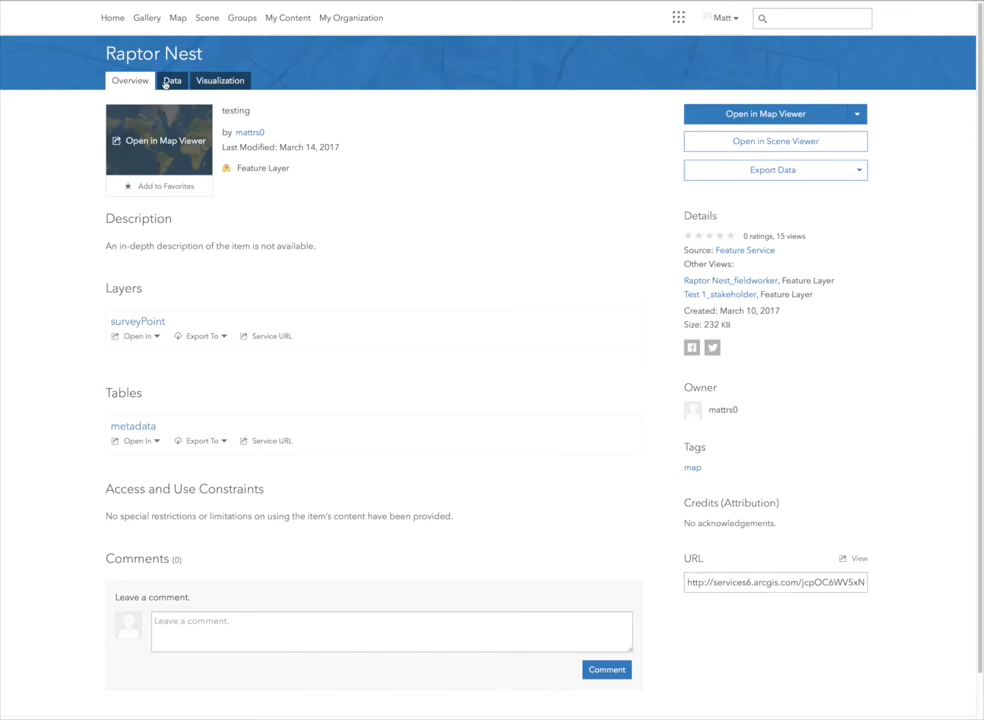 Home Gallery Map Scene Groups My Content My Organization Matt
Raptor Nest
Overview Data Visualization
Open in Map Viewer
Add to Favorites
testing
by mattrs0
Last Modified: March 14, 2017
Feature Layer
Description
An in-depth description of the item is not available.
Layers
surveyPoint
Open In Export To Service URL
Tables
metadata
Open In Export To Service URL
Access and Use Constraints
No special restrictions or limitations on using the item's content have been provided.
Comments (0)
Leave a comment.
Leave a comment.
Comment
Open in Map Viewer
Open in Scene Viewer
Export Data
Details
0 ratings, 15 views
Source: Feature Service
Other Views:
Raptor Nest_fieldworker, Feature Layer
Test 1_stakeholder, Feature Layer
Created: March 10, 2017
Size: 232 KB
Owner
mattrs0
Tags
map
Credits (Attribution)
No acknowledgements.
URL View
http://services6.arcgis.com/jcpOC6WV5xN